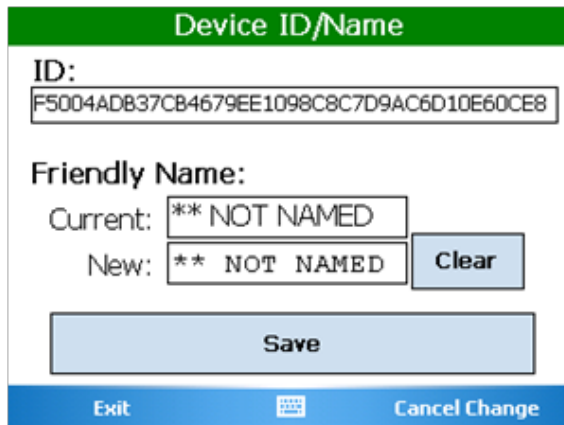 Device ID/Name
ID:
F5004ADB37CB4679EE1098C8C7D9AC6D10E60CE8
Friendly Name:
Current: ** NOT NAMED
New: ** NOT NAMED Clear
Save
Exit Cancel Change